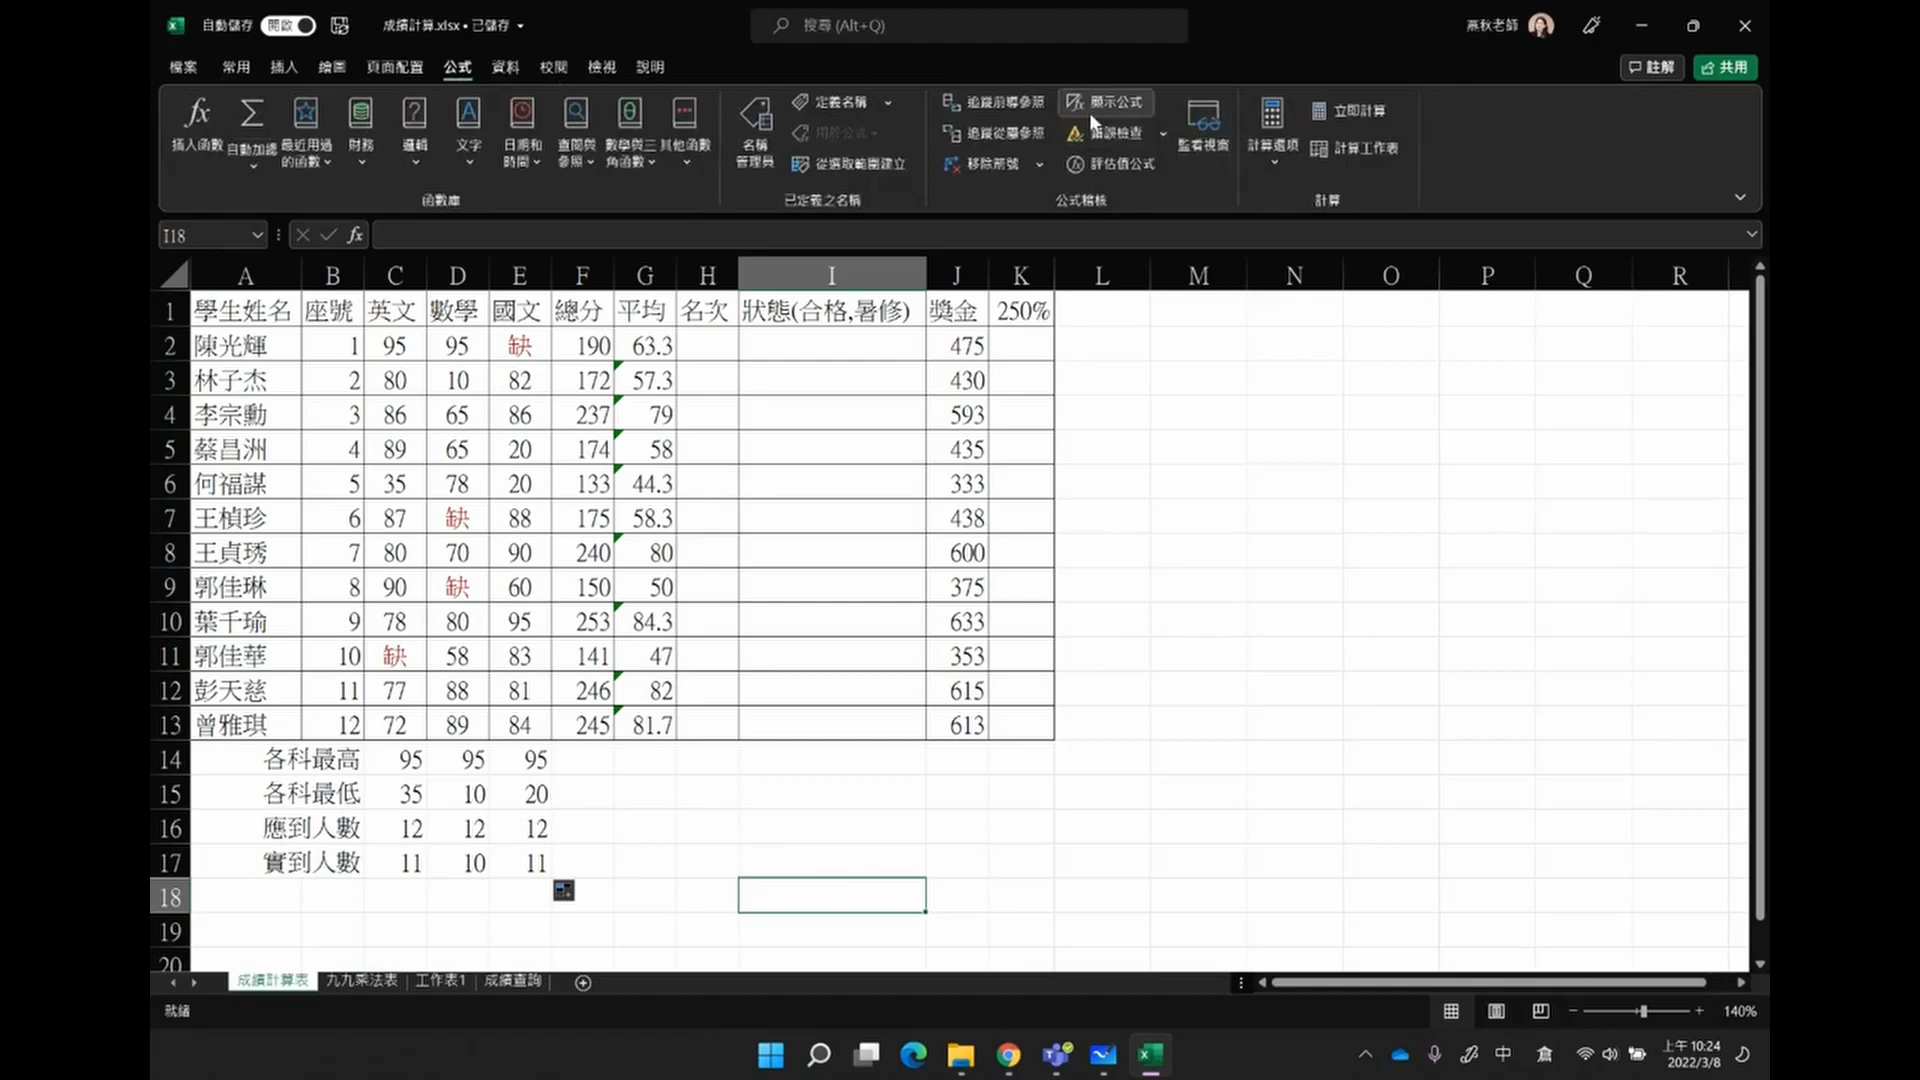 自動儲存 開啟 成績計算.xlsx • 已儲存 搜尋 (Alt+Q) 燕秋老師
檔案 常用 插入 繪圖 頁面配置 公式 資料 校閱 檢視 說明 註解 共用
插入函數 自動加總 最近用過的函數 財務 邏輯 文字 日期和時間 查閱與參照 數學與三角函數 其他函數
函數庫
名稱管理員 定義名稱 用於公式 從選取範圍建立
已定義之名稱
追蹤前導參照 顯示公式
追蹤從屬參照 錯誤檢查
移除箭號 評估值公式
監看視窗
公式稽核
計算選項 立即計算 計算工作表
計算
I18 fx
A B C D E F G H I J K L M N O P Q R
1 學生姓名 座號 英文 數學 國文 總分 平均 名次 狀態(合格,暑修) 獎金 250%
2 陳光輝 1 95 95 缺 190 63.3 475
3 林子杰 2 80 10 82 172 57.3 430
4 李宗勳 3 86 65 86 237 79 593
5 蔡昌洲 4 89 65 20 174 58 435
6 何福謀 5 35 78 20 133 44.3 333
7 王楨珍 6 87 缺 88 175 58.3 438
8 王貞琇 7 80 70 90 240 80 600
9 郭佳琳 8 90 缺 60 150 50 375
10 葉千瑜 9 78 80 95 253 84.3 633
11 郭佳華 10 缺 58 83 141 47 353
12 彭天慈 11 77 88 81 246 82 615
13 曾雅琪 12 72 89 84 245 81.7 613
14 各科最高 95 95 95
15 各科最低 35 10 20
16 應到人數 12 12 12
17 實到人數 11 10 11
18
19
20
成績計算表 九九乘法表 工作表1 成績查詢
就緒 140%
中 上午 10:24
2022/3/8